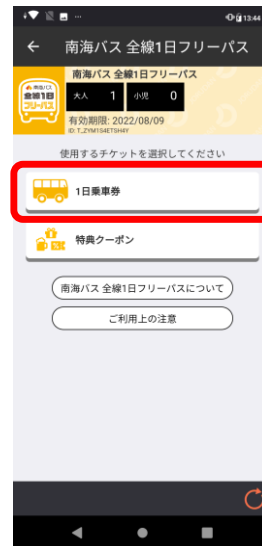 13:44
南海バス 全線1日フリーパス
南海バス
全線1日
フリーパス
南海バス 全線1日フリーパス
大人 1 小児 0
有効期限: 2022/08/09
ID: T_ZYM1S4ETSH4Y
使用するチケットを選択してください
1日乗車券
特典クーポン
南海バス 全線1日フリーパスについて
ご利用上の注意